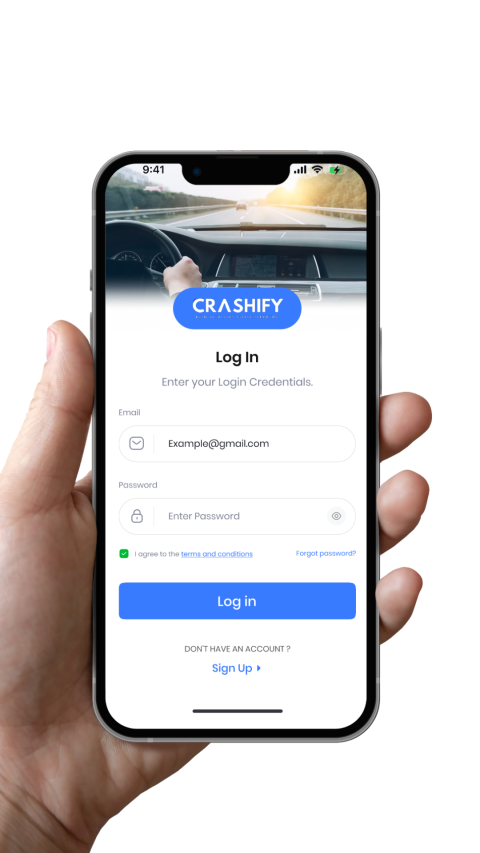 9:41
CRASHIFY
Log In
Enter your Login Credentials.
Email
Example@gmail.com
Password
Enter Password
I agree to the terms and conditions
Forgot password?
Log in
DON'T HAVE AN ACCOUNT ?
Sign Up